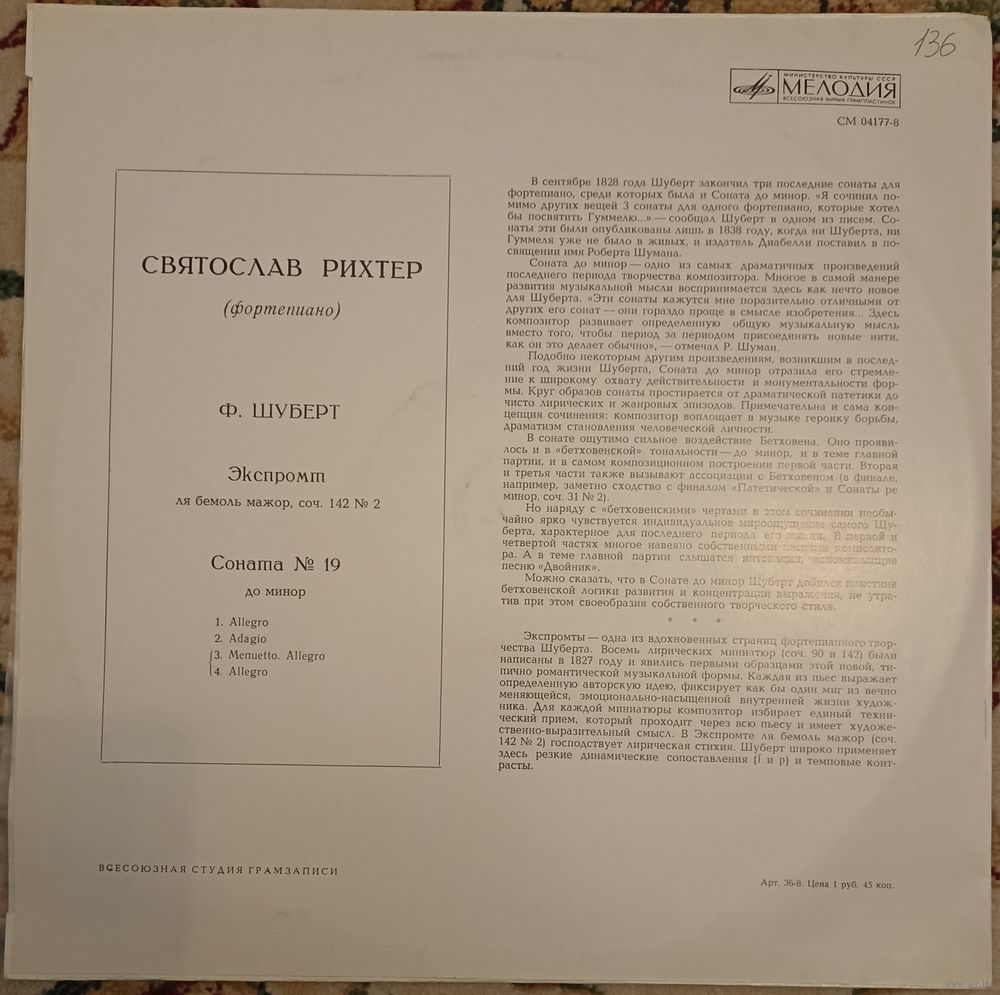 136
МИНИСТЕРСТВО КУЛЬТУРЫ СССР
МЕЛОДИЯ
ВСЕСОЮЗНАЯ ФИРМА ГРАМПЛАСТИНОК
СМ 04177-8
СВЯТОСЛАВ РИХТЕР
(фортепиано)
Ф. ШУБЕРТ
Экспромт
ля бемоль мажор, соч. 142 № 2
Соната № 19
до минор
1. Allegro
2. Adagio
3. Menuetto. Allegro
4. Allegro
В сентябре 1828 года Шуберт закончил три последние сонаты для
фортепиано, среди которых была и Соната до минор. «Я сочинил по-
мимо других вещей 3 сонаты для одного фортепиано, которые хотел
бы посвятить Гуммелю...» — сообщал Шуберт в одном из писем. Со-
наты эти были опубликованы лишь в 1838 году, когда ни Шуберта, ни
Гуммеля уже не было в живых, и издатель Диабелли поставил в по-
священии имя Роберта Шумана.
Соната до минор — одно из самых драматичных произведений
последнего периода творчества композитора. Многое в самой манере
развития музыкальной мысли воспринимается здесь как нечто новое
для Шуберта. «Эти сонаты кажутся мне поразительно отличными от
других его сонат — они гораздо проще в смысле изобретения... Здесь
композитор развивает определенную общую музыкальную мысль
вместо того, чтобы период за периодом присоединять новые нити,
как он это делает обычно», — отмечал Р. Шуман.
Подобно некоторым другим произведениям, возникшим в послед-
ний год жизни Шуберта, Соната до минор отразила его стремле-
ние к широкому охвату действительности и монументальности фор-
мы. Круг образов сонаты простирается от драматической патетики до
чисто лирических и жанровых эпизодов. Примечательна и сама кон-
цепция сочинения: композитор воплощает в музыке героику борьбы,
драматизм становления человеческой личности.
В сонате ощутимо сильное воздействие Бетховена. Оно прояви-
лось и в «бетховенской» тональности — до минор, и в теме главной
партии, и в самом композиционном построении первой части. Вторая
и третья части также вызывают ассоциации с Бетховеном (в финале,
например, заметно сходство с финалом «Патетической» и Сонаты ре
минор, соч. 31 № 2).
Но наряду с «бетховенскими» чертами в этом сочинении необы-
чайно ярко чувствуется индивидуальное мироощущение самого Шу-
берта, характерное для последнего периода его жизни. В первой и
четвертой частях многое навеяно собственными песнями композито-
ра. А в теме главной партии слышатся интонации, напоминающие
песню «Двойник».
Можно сказать, что в Сонате до минор Шуберт добился поистине
бетховенской логики развития и концентрации выражения, не утра-
тив при этом своеобразия собственного творческого стиля.
* * *
Экспромты — одна из вдохновенных страниц фортепианного твор-
чества Шуберта. Восемь лирических миниатюр (соч. 90 и 142) были
написаны в 1827 году и явились первыми образцами этой новой, ти-
пично романтической музыкальной формы. Каждая из пьес выражает
определенную авторскую идею, фиксирует как бы один миг из вечно
меняющейся, эмоционально-насыщенной внутренней жизни худож-
ника. Для каждой миниатюры композитор избирает единый техни-
ческий прием, который проходит через всю пьесу и имеет художе-
ственно-выразительный смысл. В Экспромте ля бемоль мажор (соч.
142 № 2) господствует лирическая стихия. Шуберт широко применяет
здесь резкие динамические сопоставления (f и p) и темповые конт-
расты.
ВСЕСОЮЗНАЯ СТУДИЯ ГРАМЗАПИСИ
Арт. 36-8. Цена 1 руб. 45 коп.